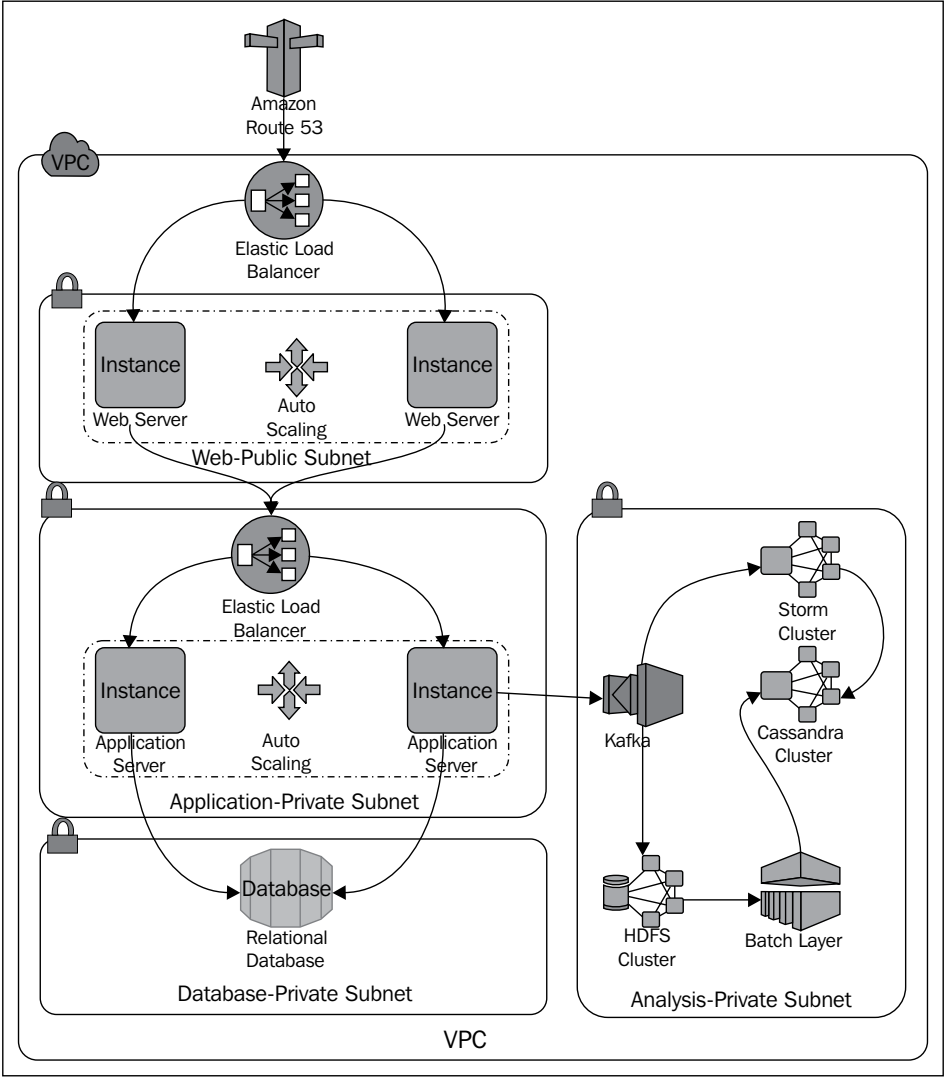 Amazon
Route 53
VPC
Elastic Load
Balancer
Instance
Instance
Web Server
Auto
Scaling
Web Server
Web-Public Subnet
Elastic Load
Balancer
Instance
Instance
Application
Server
Auto
Scaling
Application
Server
Application-Private Subnet
Database
Relational
Database
Database-Private Subnet
Storm
Cluster
Kafka
Cassandra
Cluster
HDFS
Cluster
Batch Layer
Analysis-Private Subnet
VPC